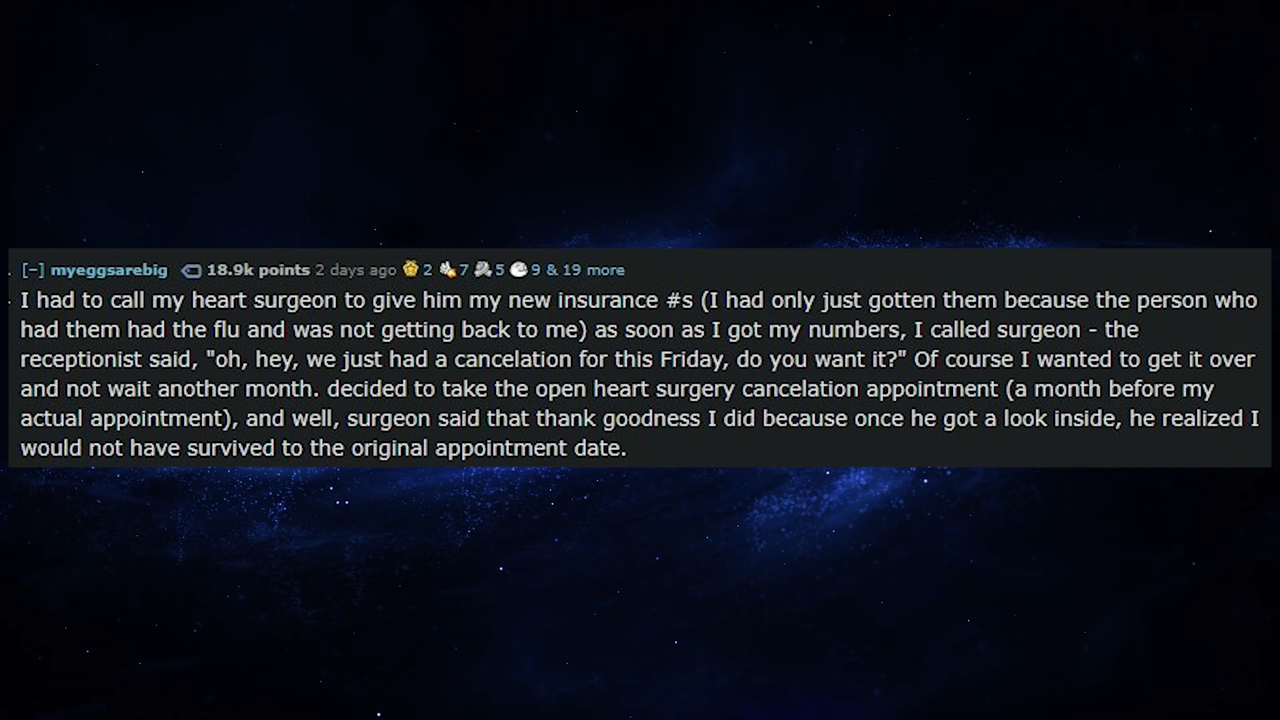 [−] myeggsarebig 18.9k points 2 days ago 2 7 5 9 & 19 more
I had to call my heart surgeon to give him my new insurance #s (I had only just gotten them because the person who
had them had the flu and was not getting back to me) as soon as I got my numbers, I called surgeon - the
receptionist said, "oh, hey, we just had a cancelation for this Friday, do you want it?" Of course I wanted to get it over
and not wait another month. decided to take the open heart surgery cancelation appointment (a month before my
actual appointment), and well, surgeon said that thank goodness I did because once he got a look inside, he realized I
would not have survived to the original appointment date.